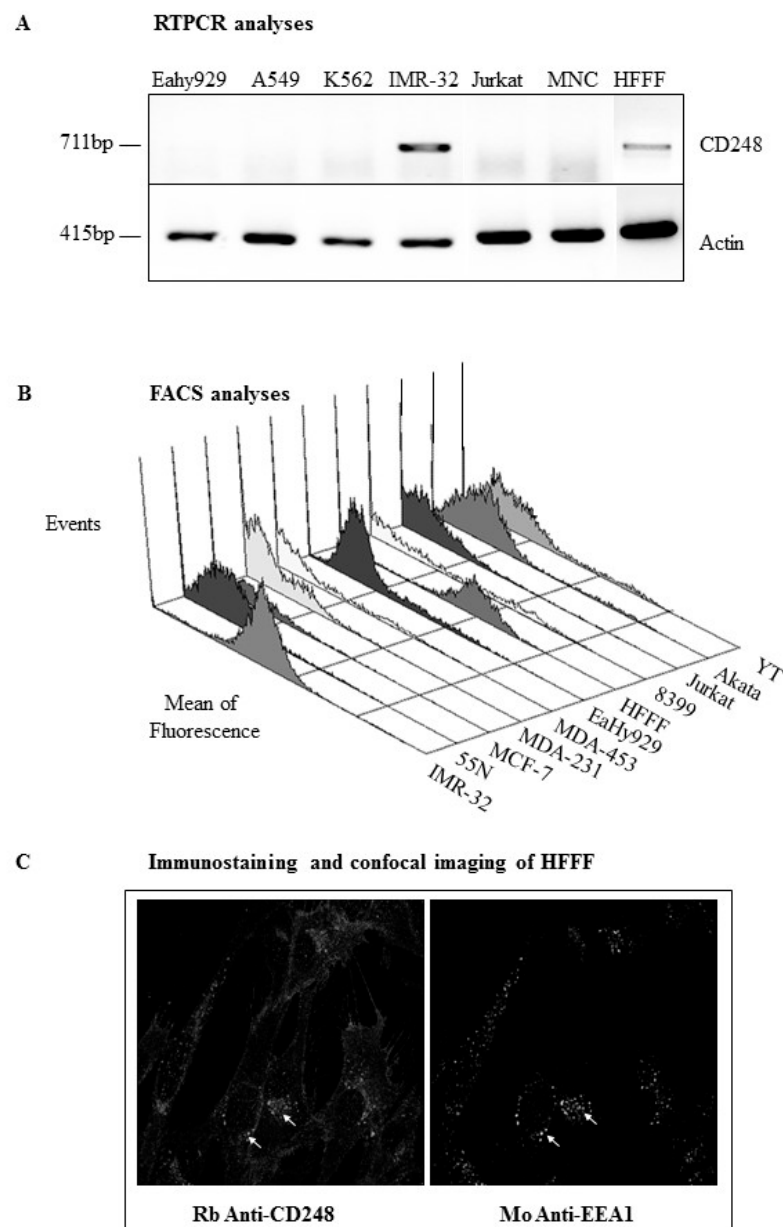 A RTPCR analyses
Eahy929 A549 K562 IMR-32 Jurkat MNC HFFF
711bp CD248
415bp Actin
B FACS analyses
Events
Mean of
Fluorescence
YT
Akata
Jurkat
8399
HFFF
EaHy929
MDA-453
MDA-231
MCF-7
55N
IMR-32
C Immunostaining and confocal imaging of HFFF
Rb Anti-CD248 Mo Anti-EEA1